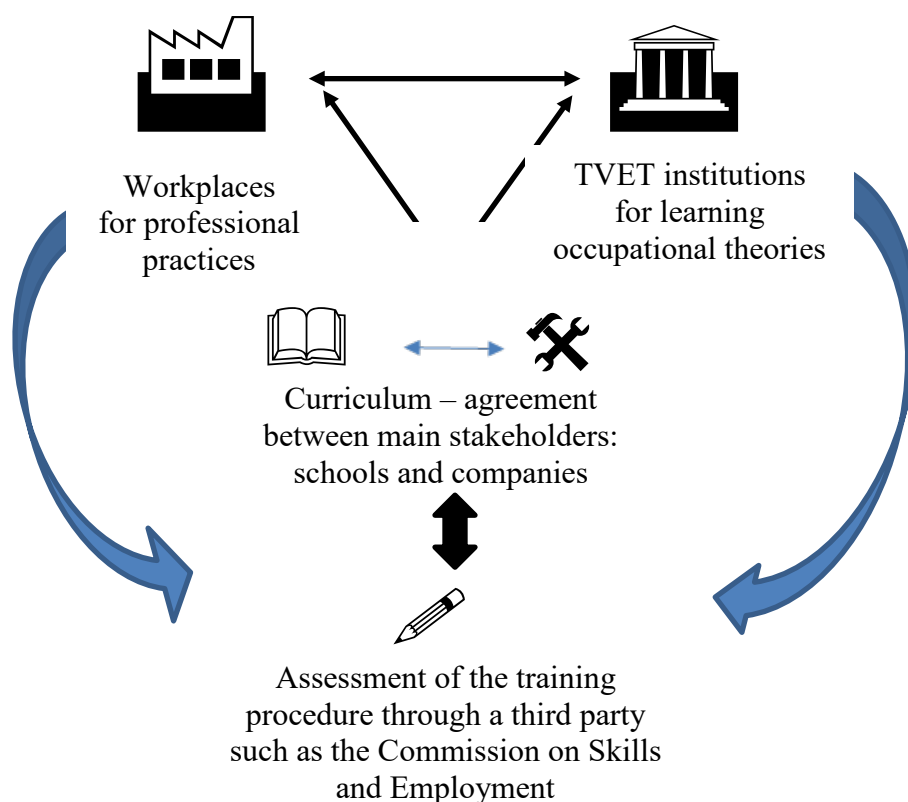 Workplaces
for professional
practices
TVET institutions
for learning
occupational theories
Curriculum – agreement
between main stakeholders:
schools and companies
Assessment of the training
procedure through a third party
such as the Commission on Skills
and Employment